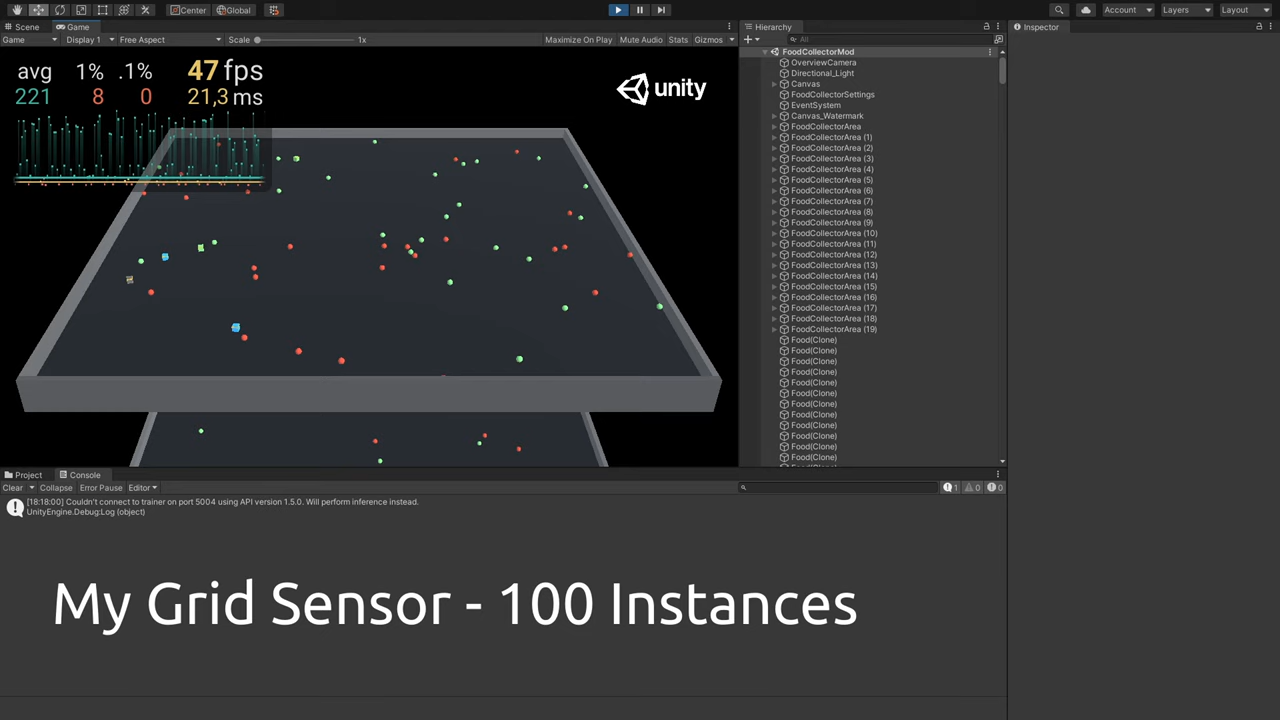 Center
Global
Account
Layers
Layout
Scene
Game
Hierarchy
Inspector
Game
Display 1
Free Aspect
Scale
1x
Maximize On Play
Mute Audio
Stats
Gizmos
All
avg
1%
.1%
47 fps
221
8
0
21,3 ms
unity
FoodCollectorMod
OverviewCamera
Directional_Light
Canvas
FoodCollectorSettings
EventSystem
Canvas_Watermark
FoodCollectorArea
FoodCollectorArea (1)
FoodCollectorArea (2)
FoodCollectorArea (3)
FoodCollectorArea (4)
FoodCollectorArea (5)
FoodCollectorArea (6)
FoodCollectorArea (7)
FoodCollectorArea (8)
FoodCollectorArea (9)
FoodCollectorArea (10)
FoodCollectorArea (11)
FoodCollectorArea (12)
FoodCollectorArea (13)
FoodCollectorArea (14)
FoodCollectorArea (15)
FoodCollectorArea (16)
FoodCollectorArea (17)
FoodCollectorArea (18)
FoodCollectorArea (19)
Food(Clone)
Food(Clone)
Food(Clone)
Food(Clone)
Food(Clone)
Food(Clone)
Food(Clone)
Food(Clone)
Food(Clone)
Food(Clone)
Food(Clone)
Food(Clone)
Project
Console
Clear
Collapse
Error Pause
Editor
1
0
0
[18:18:00] Couldn't connect to trainer on port 5004 using API version 1.5.0. Will perform inference instead.
UnityEngine.Debug:Log (object)
My Grid Sensor - 100 Instances